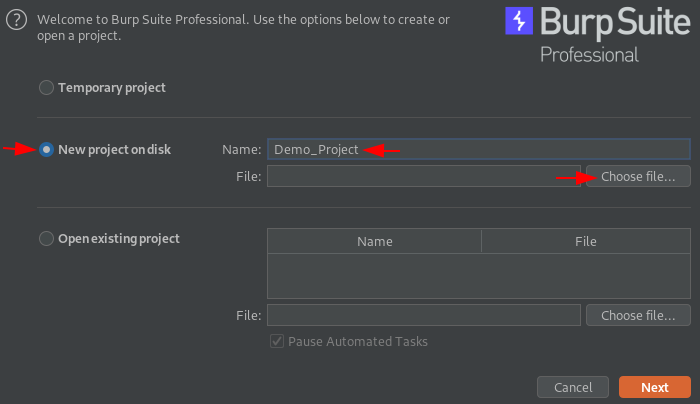 Welcome to Burp Suite Professional. Use the options below to create or
open a project.
Burp Suite
Professional
Temporary project
New project on disk
Name: Demo_Project
File: Choose file...
Open existing project
Name File
File: Choose file...
Pause Automated Tasks
Cancel Next